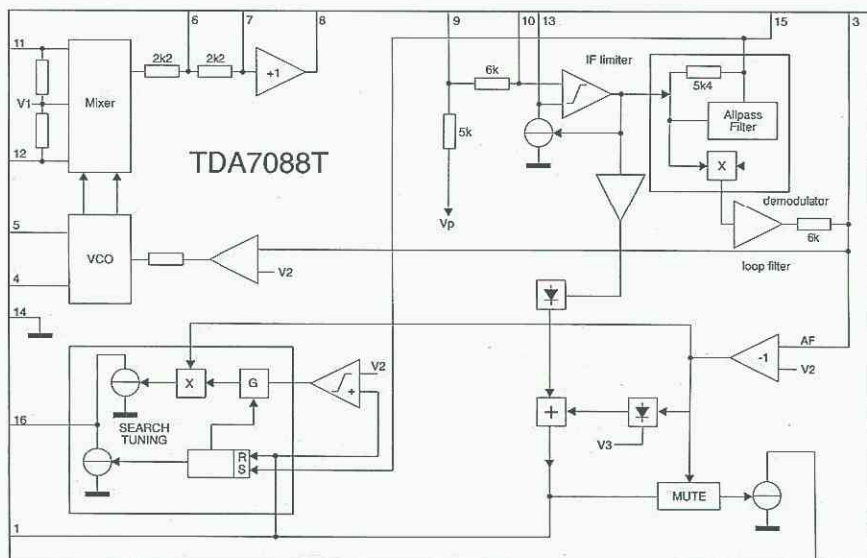 6 7 8 9 10 13 15 3
11
2k2
2k2
+1
Mixer
V1
12
6k
IF limiter
5k4
Allpass
Filter
5k
X
TDA7088T
Vp
demodulator
5
VCO
6k
V2
loop filter
4
14
AF
-1
V2
V2
X
G
+
16
SEARCH
TUNING
+
V3
R
S
MUTE
1